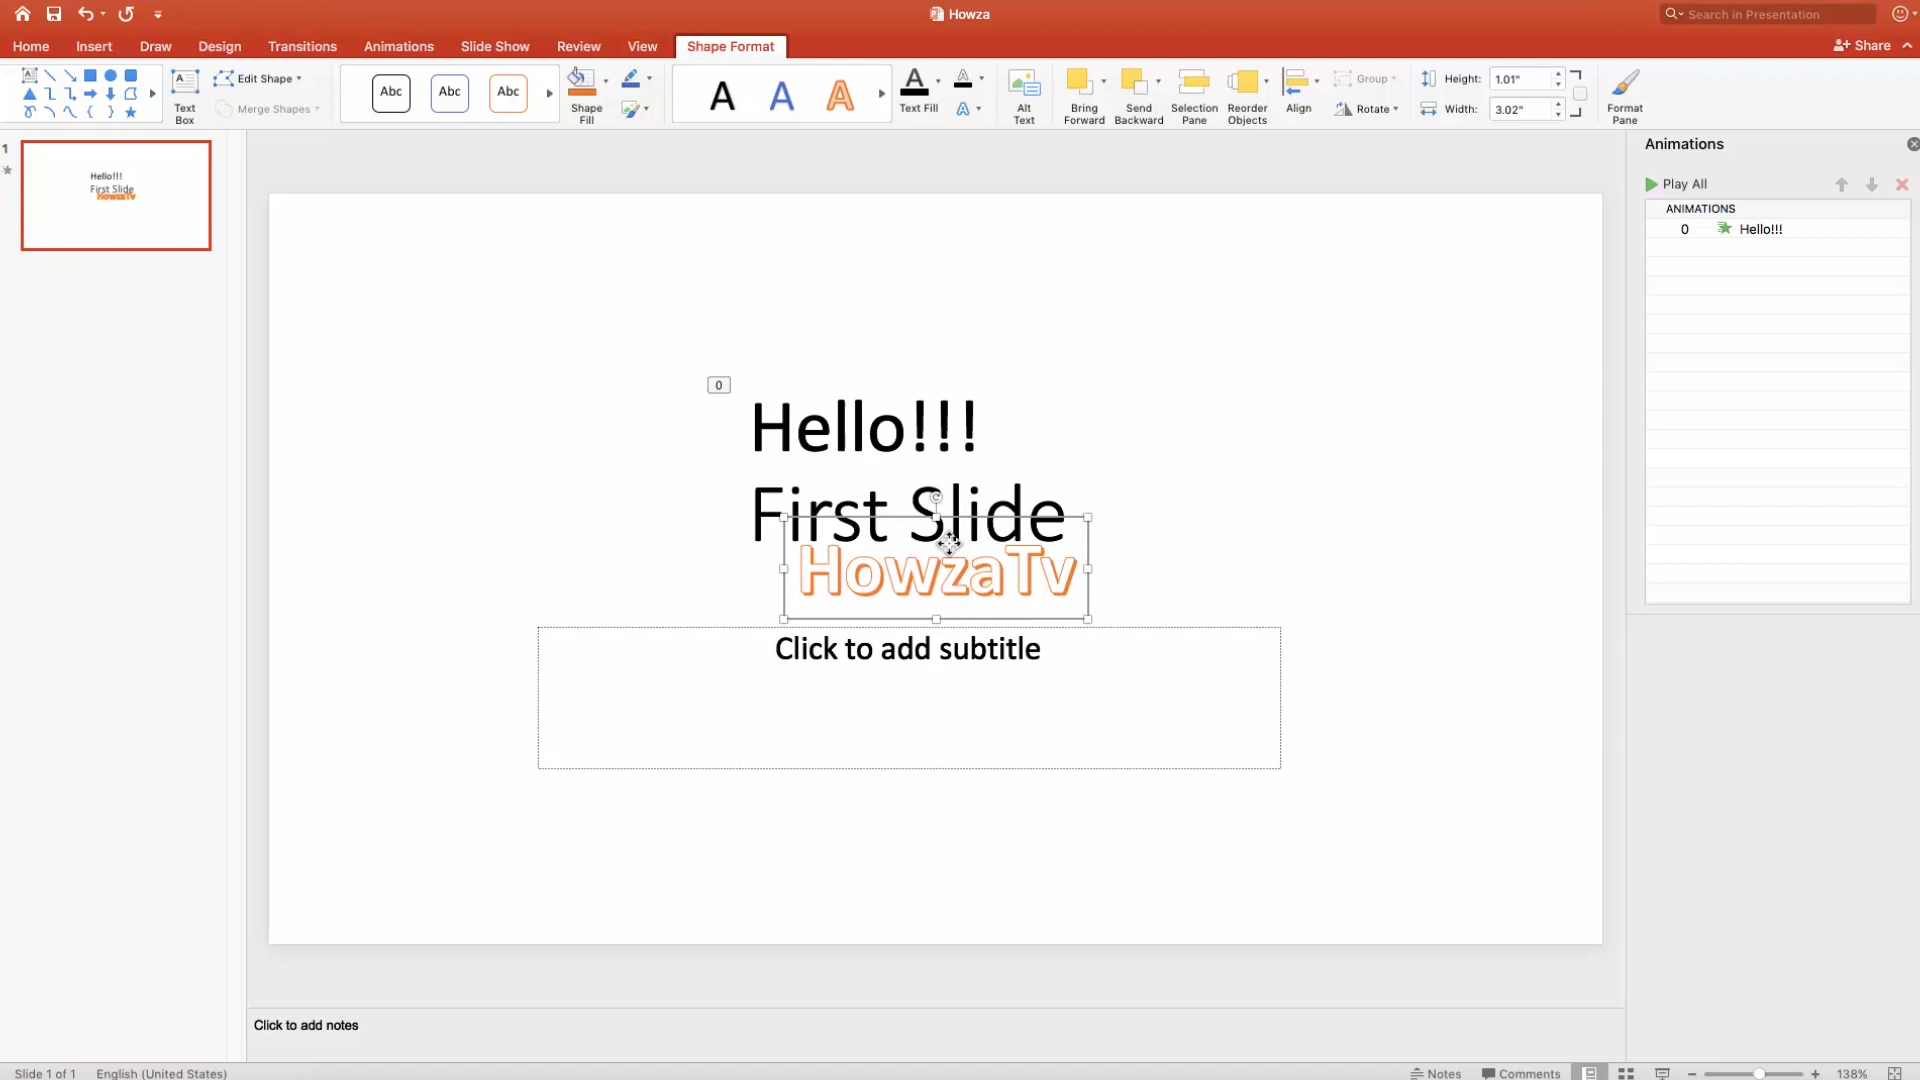 Howza
Search in Presentation
Home Insert Draw Design Transitions Animations Slide Show Review View Shape Format
Share
Text Box
Edit Shape
Merge Shapes
Abc Abc Abc
Shape Fill
A A A
Text Fill
Alt Text
Bring Forward
Send Backward
Selection Pane
Reorder Objects
Align
Group
Rotate
Height: 1.01"
Width: 3.02"
Format Pane
1
Hello!!!
First Slide
HowzaTv
0
Hello!!!
First Slide
HowzaTv
Click to add subtitle
Animations
Play All
ANIMATIONS
0 Hello!!!
Click to add notes
Slide 1 of 1 English (United States)
Notes Comments 138%